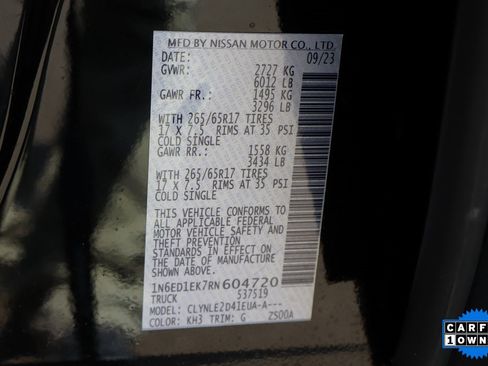 MFD BY NISSAN MOTOR CO., LTD.
DATE: 09/23
GVWR: 2727 KG
6012 LB
GAWR FR.: 1495 KG
3296 LB
WITH 265/65R17 TIRES
17 X 7.5 RIMS AT 35 PSI
COLD SINGLE
GAWR RR.: 1558 KG
3434 LB
WITH 265/65R17 TIRES
17 X 7.5 RIMS AT 35 PSI
COLD SINGLE
THIS VEHICLE CONFORMS TO
ALL APPLICABLE FEDERAL
MOTOR VEHICLE SAFETY AND
THEFT PREVENTION
STANDARDS IN EFFECT ON
THE DATE OF MANUFACTURE
SHOWN ABOVE.
1N6ED1EK7RN604720
TRUCK 537519
MODEL: CLYNLE2D41EUA-A---
COLOR: KH3 TRIM: G ZS00A
CARFAX
1 OWNER